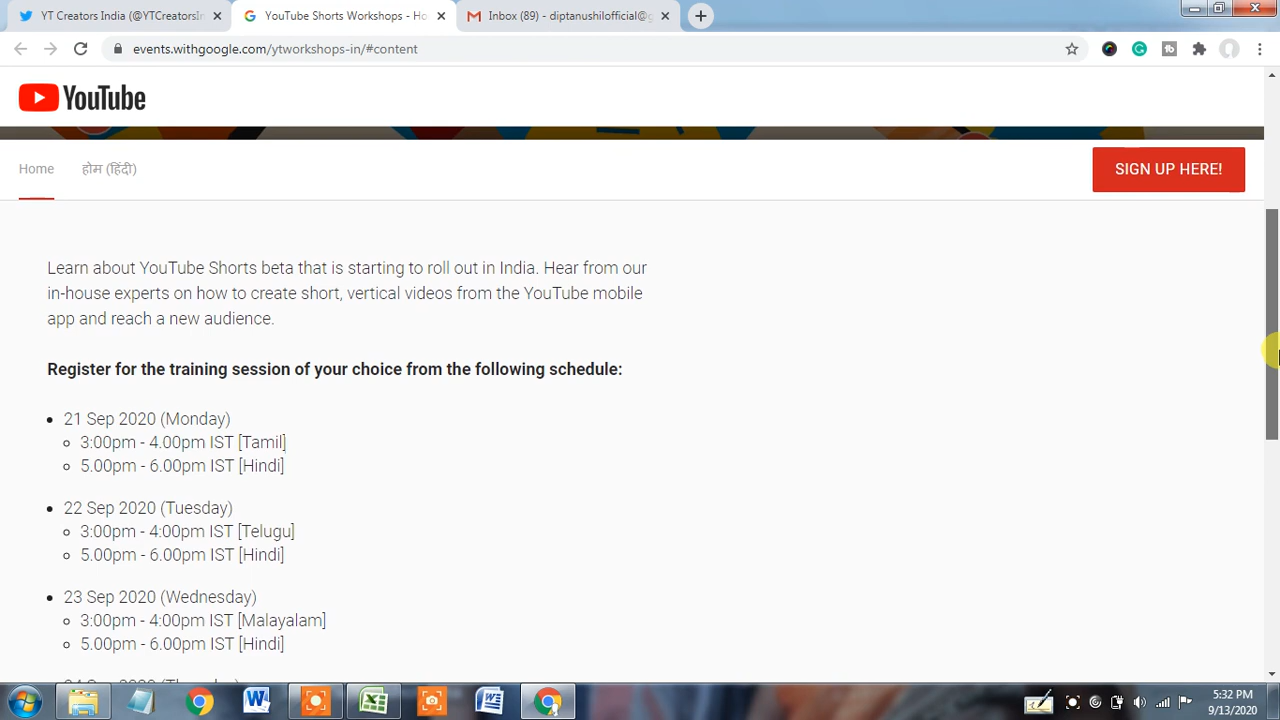 YT Creators India (@YTCreatorsIn
YouTube Shorts Workshops - Ho
Inbox (89) - diptanushilofficial@g
events.withgoogle.com/ytworkshops-in/#content
YouTube
Home
होम (हिंदी)
SIGN UP HERE!
Learn about YouTube Shorts beta that is starting to roll out in India. Hear from our
in-house experts on how to create short, vertical videos from the YouTube mobile
app and reach a new audience.
Register for the training session of your choice from the following schedule:
21 Sep 2020 (Monday)
3:00pm - 4.00pm IST [Tamil]
5.00pm - 6.00pm IST [Hindi]
22 Sep 2020 (Tuesday)
3:00pm - 4:00pm IST [Telugu]
5.00pm - 6.00pm IST [Hindi]
23 Sep 2020 (Wednesday)
3:00pm - 4:00pm IST [Malayalam]
5.00pm - 6.00pm IST [Hindi]
5:32 PM
9/13/2020